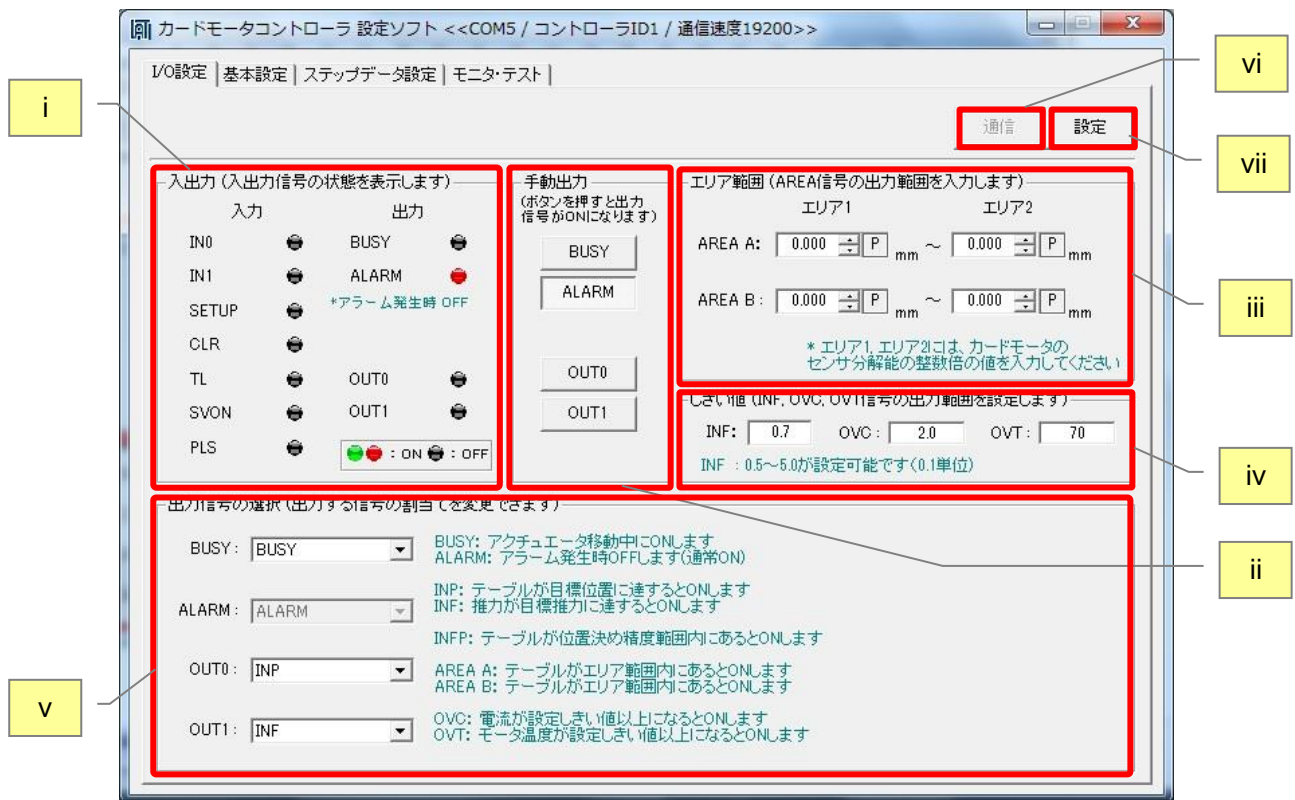 カードモータコントローラ 設定ソフト <<COM5 / コントローラID1 / 通信速度19200>>
I/O設定 基本設定 ステップデータ設定 モニタ・テスト
通信 設定
i
vi
vii
入出力 (入出力信号の状態を表示します)
入力 出力
IN0 BUSY
IN1 ALARM
*アラーム発生時 OFF
SETUP
CLR
TL OUT0
SVON OUT1
PLS
: ON : OFF
手動出力
(ボタンを押すと出力
信号がONになります)
BUSY
ALARM
OUT0
OUT1
エリア範囲 (AREA信号の出力範囲を入力します)
エリア1 エリア2
AREA A: 0.000 P mm ～ 0.000 P mm
AREA B : 0.000 P mm ～ 0.000 P mm
* エリア1, エリア2には、カードモータの
センサ分解能の整数倍の値を入力してください
iii
しきい値 (INF, OVC, OVT信号の出力範囲を設定します)
INF: 0.7 OVC : 2.0 OVT : 70
INF : 0.5～5.0が設定可能です(0.1単位)
iv
ii
出力信号の選択 (出力する信号の割当てを変更できます)
BUSY : BUSY
ALARM : ALARM
OUT0 : INP
OUT1 : INF
BUSY: アクチュエータ移動中にONします
ALARM: アラーム発生時OFFします(通常ON)
INP: テーブルが目標位置に達するとONします
INF: 推力が目標推力に達するとONします
INFP: テーブルが位置決め精度範囲内にあるとONします
AREA A: テーブルがエリア範囲内にあるとONします
AREA B: テーブルがエリア範囲内にあるとONします
OVC: 電流が設定しきい値以上になるとONします
OVT: モータ温度が設定しきい値以上になるとONします
v